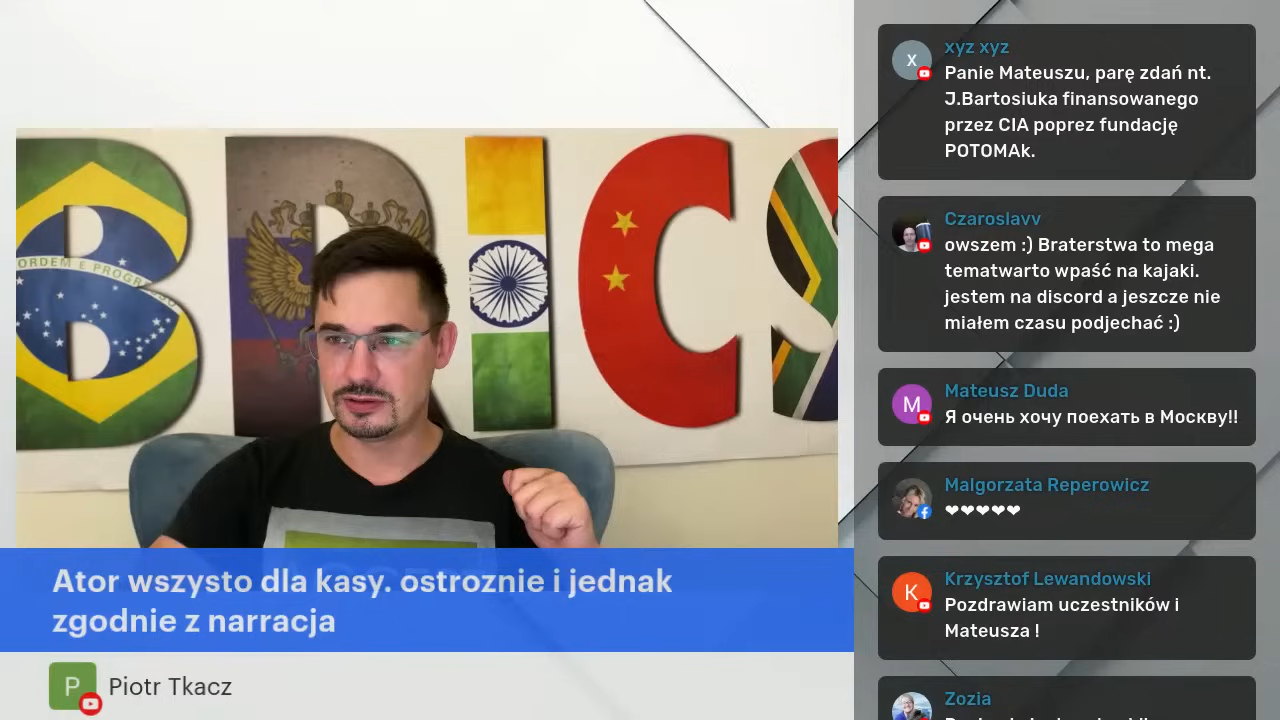 BRICS
ORDEM E PROGR
Ator wszysto dla kasy. ostroznie i jednak
zgodnie z narracja
P
Piotr Tkacz
x
xyz xyz
Panie Mateuszu, parę zdań nt.
J.Bartosiuka finansowanego
przez CIA poprez fundację
POTOMAk.
Czaroslavv
owszem :) Braterstwa to mega
tematwarto wpaść na kajaki.
jestem na discord a jeszcze nie
miałem czasu podjechać :)
M
Mateusz Duda
Я очень хочу поехать в Москву!!
Malgorzata Reperowicz
❤❤❤❤❤
K
Krzysztof Lewandowski
Pozdrawiam uczestników i
Mateusza !
Zozia